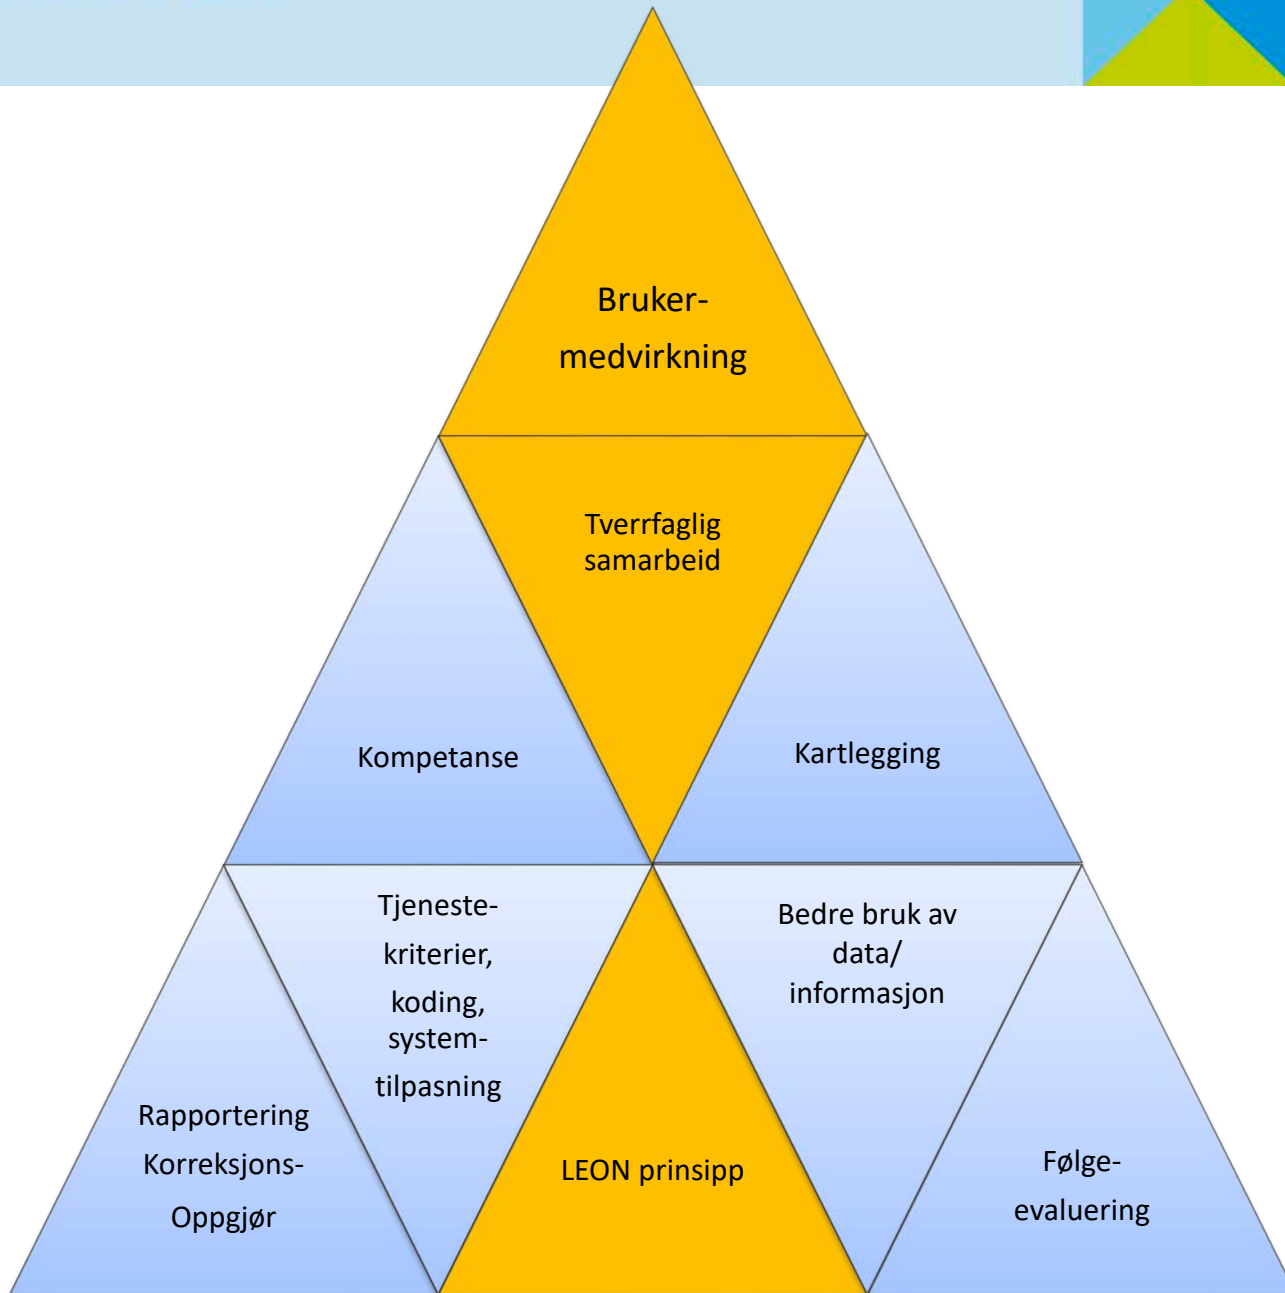 Bruker-
medvirkning
Tverrfaglig
samarbeid
Kompetanse
Kartlegging
Tjeneste-
kriterier,
koding,
system-
tilpasning
Bedre bruk av
data/
informasjon
Rapportering
Korreksjons-
Oppgjør
LEON prinsipp
Følge-
evaluering